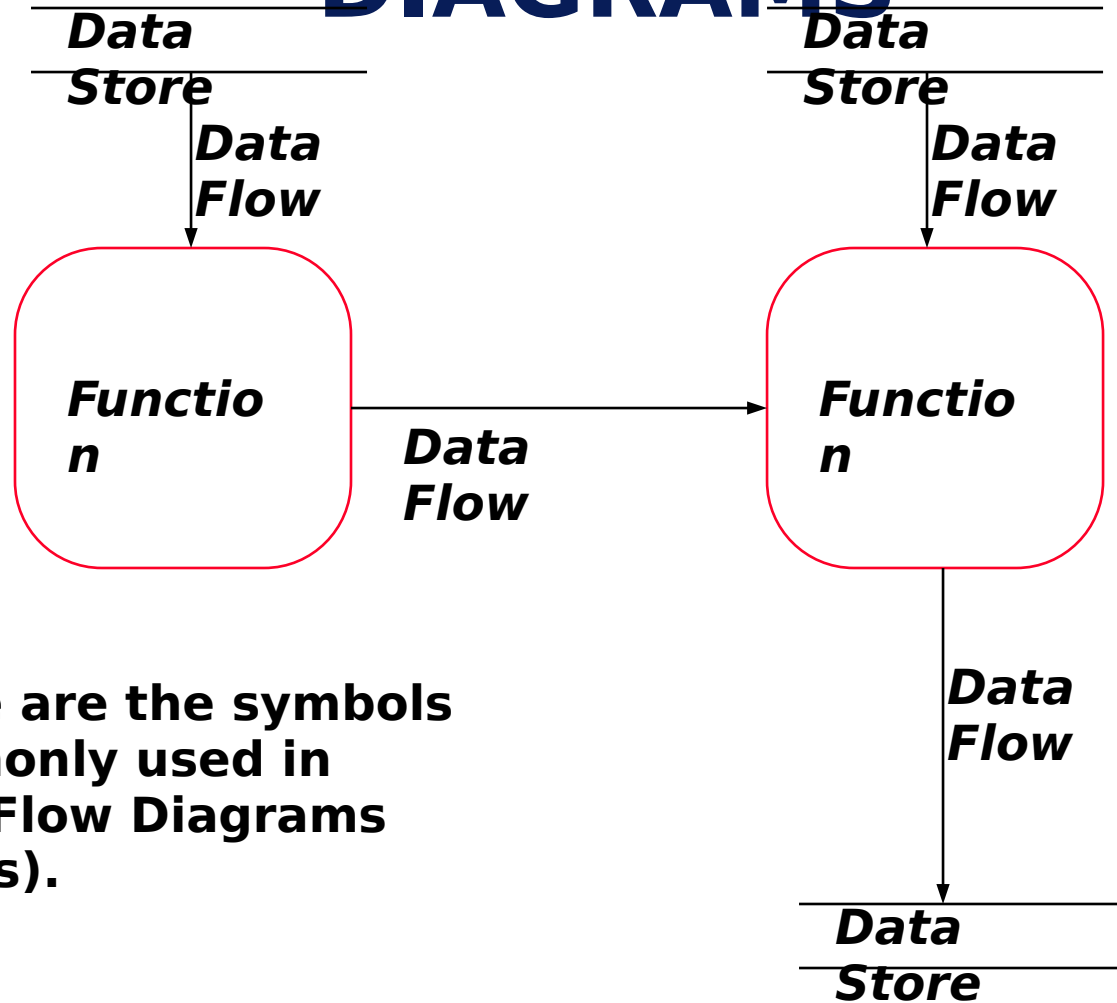 DIAGRAMS
Data
Store
Data
Store
Data
Flow
Data
Flow
Functio
n
Functio
n
Data
Flow
are the symbols
used in
Flow Diagrams
s).
Data
Flow
Data
Store